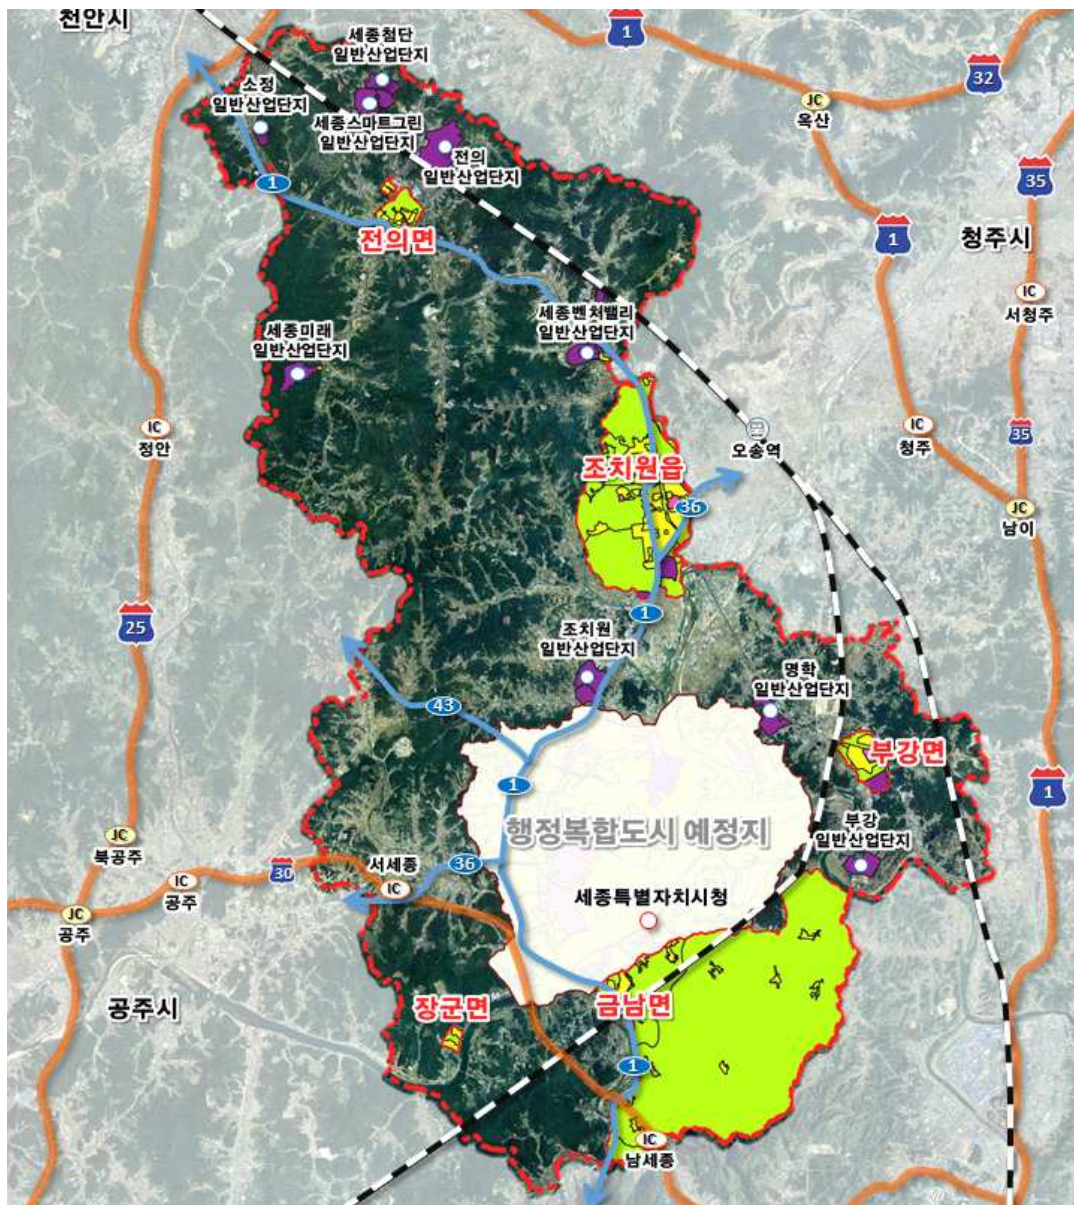 천안시
1
32
세종첨단
일반산업단지
소정
일반산업단지
JC
옥산
세종스마트그린
일반산업단지
전의
일반산업단지
35
1
1
전의면
청주시
IC
서청주
세종벤처밸리
일반산업단지
세종미래
일반산업단지
IC
정안
오송역
IC
청주
35
조치원읍
36
JC
남이
25
1
조치원
일반산업단지
명학
일반산업단지
43
부강면
1
1
행정복합도시 예정지
부강
일반산업단지
JC
북공주
서세종
IC
36
30
IC
공주
세종특별자치시청
JC
공주
공주시
장군면
금남면
1
IC
남세종